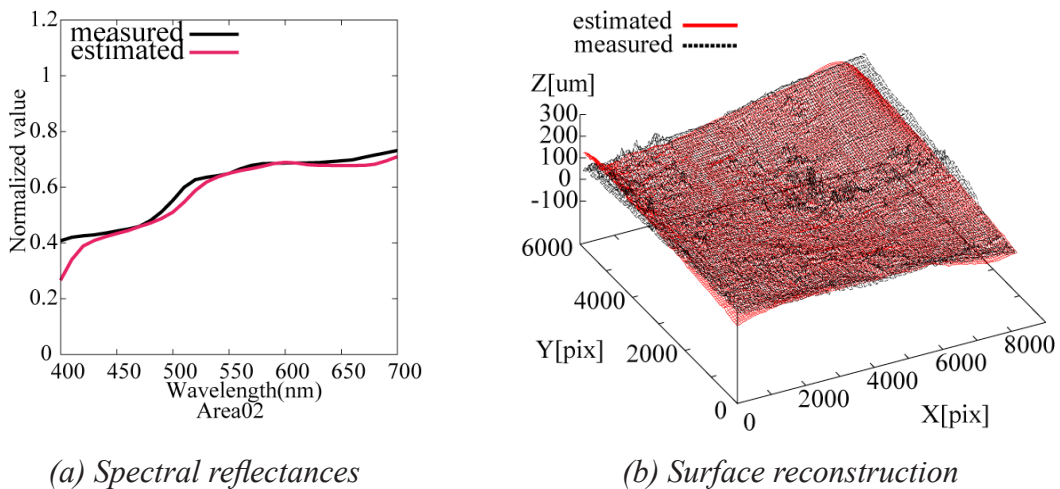 1.2
1
0.8
0.6
0.4
0.2
0
Normalized value
measured
estimated
400 450 500 550 600 650 700
Wavelength(nm)
Area02
(a) Spectral reflectances
estimated
measured
Z[um]
300
200
100
0
-100
6000
4000
2000
0
Y[pix]
0 2000 4000 6000 8000
X[pix]
(b) Surface reconstruction